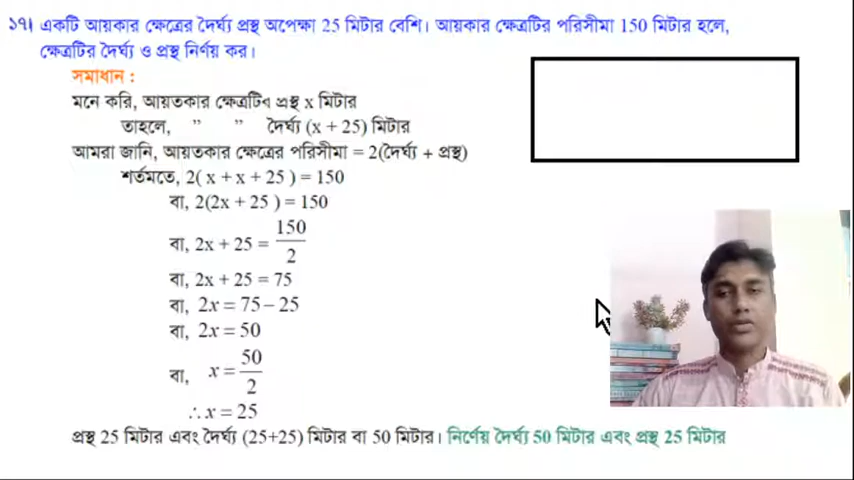 ১৭। একটি আয়কার ক্ষেত্রের দৈর্ঘ্য প্রস্থ অপেক্ষা 25 মিটার বেশি। আয়কার ক্ষেত্রটির পরিসীমা 150 মিটার হলে,
ক্ষেত্রটির দৈর্ঘ্য ও প্রস্থ নির্ণয় কর।
সমাধান :
মনে করি, আয়তকার ক্ষেত্রটিব প্রস্থ x মিটার
তাহলে, ” ” দৈর্ঘ্য (x + 25) মিটার
আমরা জানি, আয়তকার ক্ষেত্রের পরিসীমা = 2(দৈর্ঘ্য + প্রস্থ)
শর্তমতে, 2( x + x + 25 ) = 150
বা, 2(2x + 25 ) = 150
বা, 2x + 25 = 150/2
বা, 2x + 25 = 75
বা, 2x = 75 – 25
বা, 2x = 50
বা, x = 50/2
∴ x = 25
প্রস্থ 25 মিটার এবং দৈর্ঘ্য (25+25) মিটার বা 50 মিটার। নির্ণেয় দৈর্ঘ্য 50 মিটার এবং প্রস্থ 25 মিটার